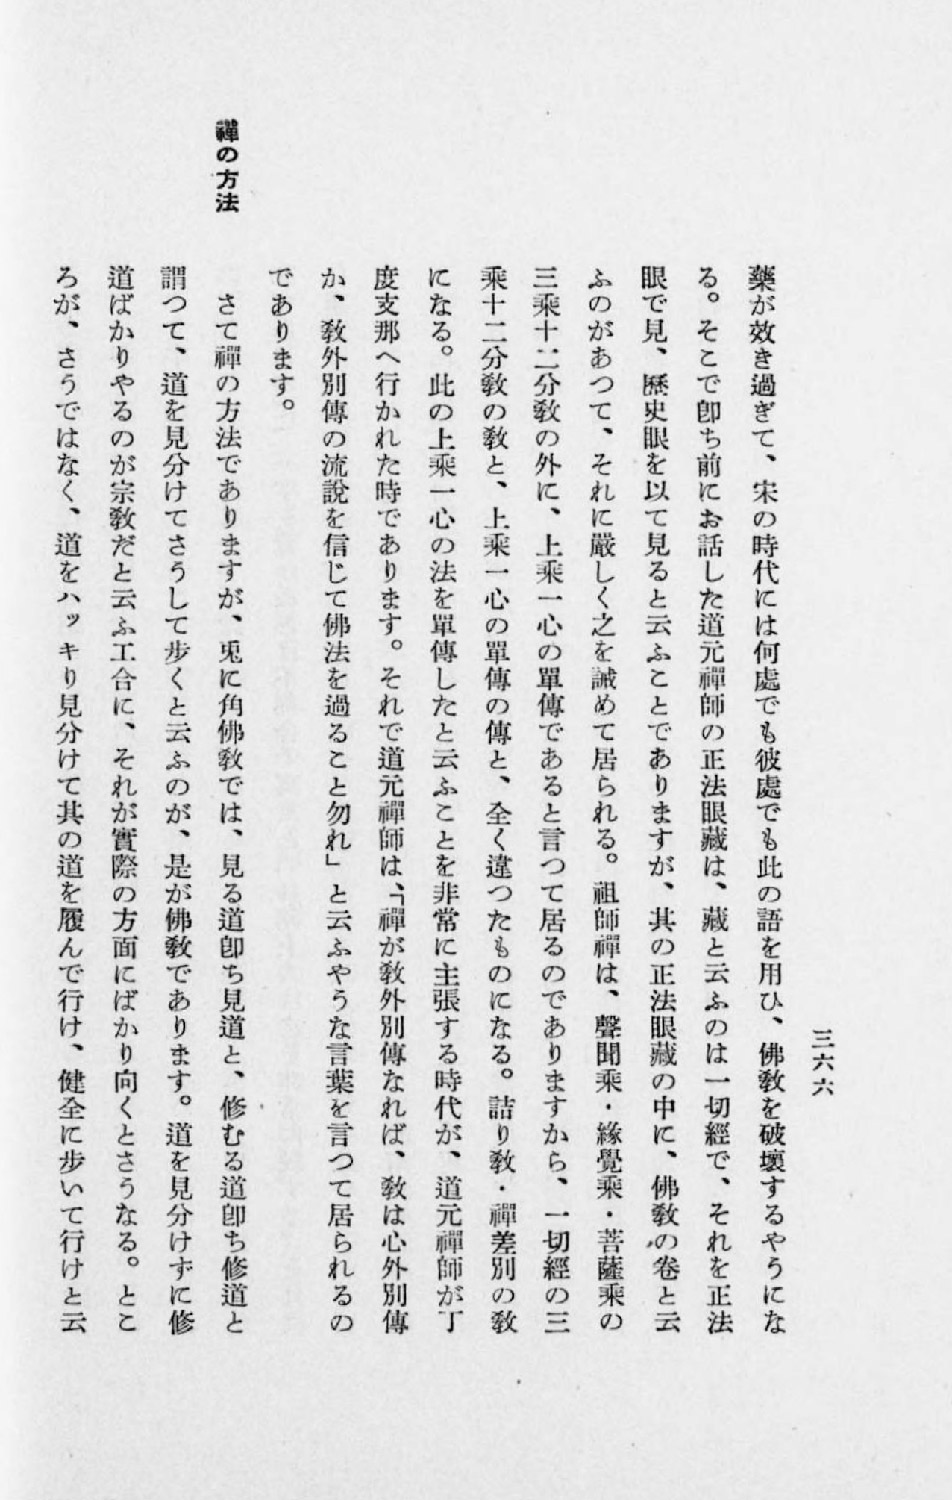 三六六
藥が效き過ぎて、宋の時代には何處でも彼處でも此の語を用ひ、佛敎を破壞するやうにな
る。そこで卽ち前にお話した道元禪師の正法眼藏は、藏と云ふのは一切經で、それを正法
眼で見、歷史眼を以て見ると云ふことでありますが、其の正法眼藏の中に、佛敎の卷と云
ふのがあつて、それに嚴しく之を誡めて居られる。祖師禪は、聲聞乘・緣覺乘・菩薩乘の
三乘十二分敎の外に、上乘一心の單傳であると言つて居るのでありますから、一切經の三
乘十二分敎の敎と、上乘一心の單傳の傳と、全く違つたものになる。詰り敎・禪差別の敎
になる。此の上乘一心の法を單傳したと云ふことを非常に主張する時代が、道元禪師が丁
度支那へ行かれた時であります。それで道元禪師は、「禪が敎外別傳なれば、敎は心外別傳
か、敎外別傳の流說を信じて佛法を過ること勿れ」と云ふやうな言葉を言つて居られるの
であります。
禪の方法
さて禪の方法でありますが、兎に角佛敎では、見る道卽ち見道と、修むる道卽ち修道と
謂つて、道を見分けてさうして步くと云ふのが、是が佛敎であります。道を見分けずに修
道ばかりやるのが宗敎だと云ふ工合に、それが實際の方面にばかり向くとさうなる。とこ
ろが、さうではなく、道をハッキり見分けて其の道を履んで行け、健全に步いて行けと云